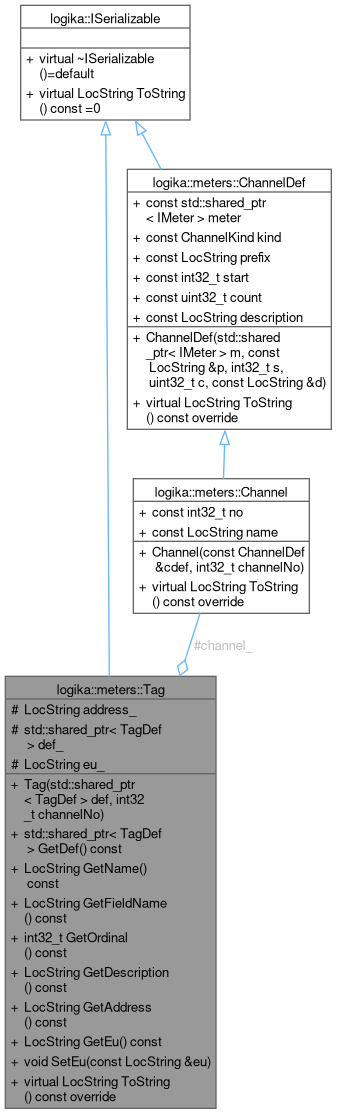 logika::ISerializable
+ virtual ~ISerializable
()=default
+ virtual LocString ToString
() const =0
logika::meters::ChannelDef
+ const std::shared_ptr
< IMeter > meter
+ const ChannelKind kind
+ const LocString prefix
+ const int32_t start
+ const uint32_t count
+ const LocString description
+ ChannelDef(std::shared
_ptr< IMeter > m, const
LocString &p, int32_t s,
uint32_t c, const LocString &d)
+ virtual LocString ToString
() const override
logika::meters::Channel
+ const int32_t no
+ const LocString name
+ Channel(const ChannelDef
&cdef, int32_t channelNo)
+ virtual LocString ToString
() const override
#channel_
logika::meters::Tag
# LocString address_
# std::shared_ptr< TagDef
> def_
# LocString eu_
+ Tag(std::shared_ptr
< TagDef > def, int32
_t channelNo)
+ std::shared_ptr< TagDef
> GetDef() const
+ LocString GetName()
const
+ LocString GetFieldName
() const
+ int32_t GetOrdinal
() const
+ LocString GetDescription
() const
+ LocString GetAddress
() const
+ LocString GetEu() const
+ void SetEu(const LocString &eu)
+ virtual LocString ToString
() const override